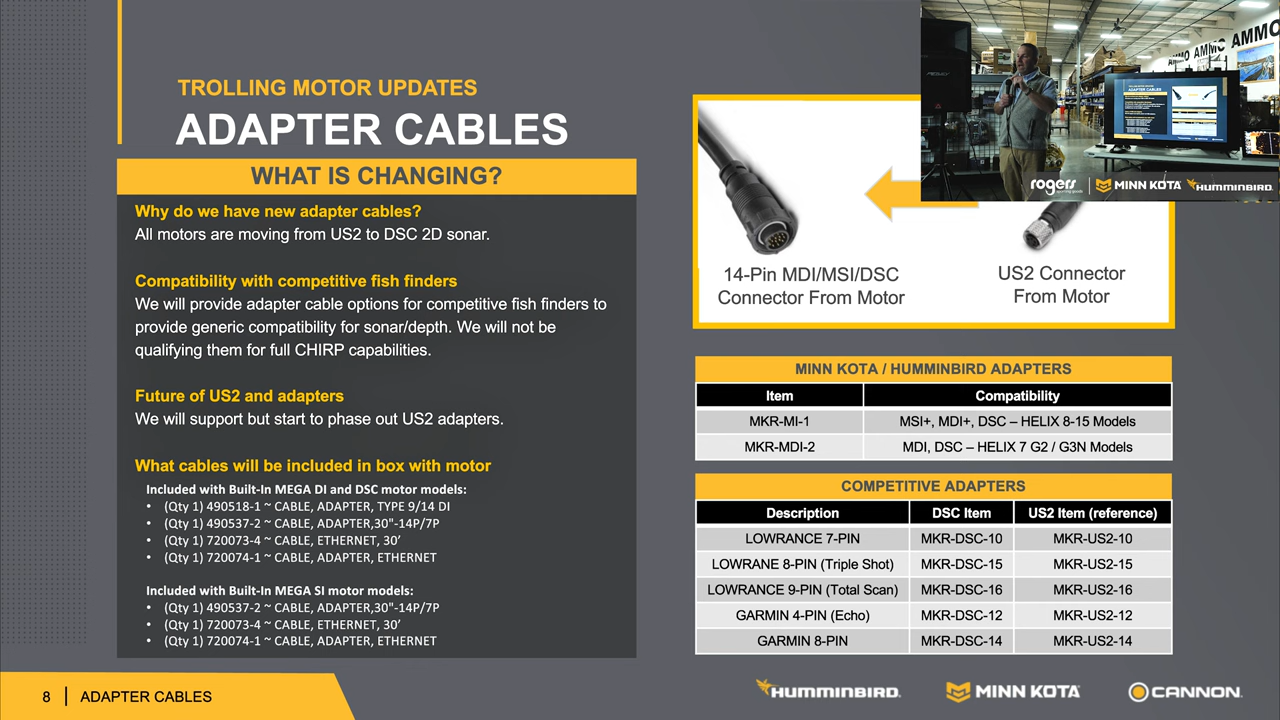 TROLLING MOTOR UPDATES
ADAPTER CABLES
WHAT IS CHANGING?
Why do we have new adapter cables?
All motors are moving from US2 to DSC 2D sonar.
Compatibility with competitive fish finders
We will provide adapter cable options for competitive fish finders to
provide generic compatibility for sonar/depth. We will not be
qualifying them for full CHIRP capabilities.
Future of US2 and adapters
We will support but start to phase out US2 adapters.
What cables will be included in box with motor
Included with Built-In MEGA DI and DSC motor models:
• (Qty 1) 490518-1 ~ CABLE, ADAPTER, TYPE 9/14 DI
• (Qty 1) 490537-2 ~ CABLE, ADAPTER,30"-14P/7P
• (Qty 1) 720073-4 ~ CABLE, ETHERNET, 30’
• (Qty 1) 720074-1 ~ CABLE, ADAPTER, ETHERNET
Included with Built-In MEGA SI motor models:
• (Qty 1) 490537-2 ~ CABLE, ADAPTER,30"-14P/7P
• (Qty 1) 720073-4 ~ CABLE, ETHERNET, 30’
• (Qty 1) 720074-1 ~ CABLE, ADAPTER, ETHERNET
AMMO AMMO
ADAPTER CABLES
rogers MINN KOTA HUMMINBIRD
14-Pin MDI/MSI/DSC
Connector From Motor
US2 Connector
From Motor
MINN KOTA / HUMMINBIRD ADAPTERS
Item Compatibility
MKR-MI-1 MSI+, MDI+, DSC – HELIX 8-15 Models
MKR-MDI-2 MDI, DSC – HELIX 7 G2 / G3N Models
COMPETITIVE ADAPTERS
Description DSC Item US2 Item (reference)
LOWRANCE 7-PIN MKR-DSC-10 MKR-US2-10
LOWRANE 8-PIN (Triple Shot) MKR-DSC-15 MKR-US2-15
LOWRANCE 9-PIN (Total Scan) MKR-DSC-16 MKR-US2-16
GARMIN 4-PIN (Echo) MKR-DSC-12 MKR-US2-12
GARMIN 8-PIN MKR-DSC-14 MKR-US2-14
8 | ADAPTER CABLES
HUMMINBIRD MINN KOTA CANNON